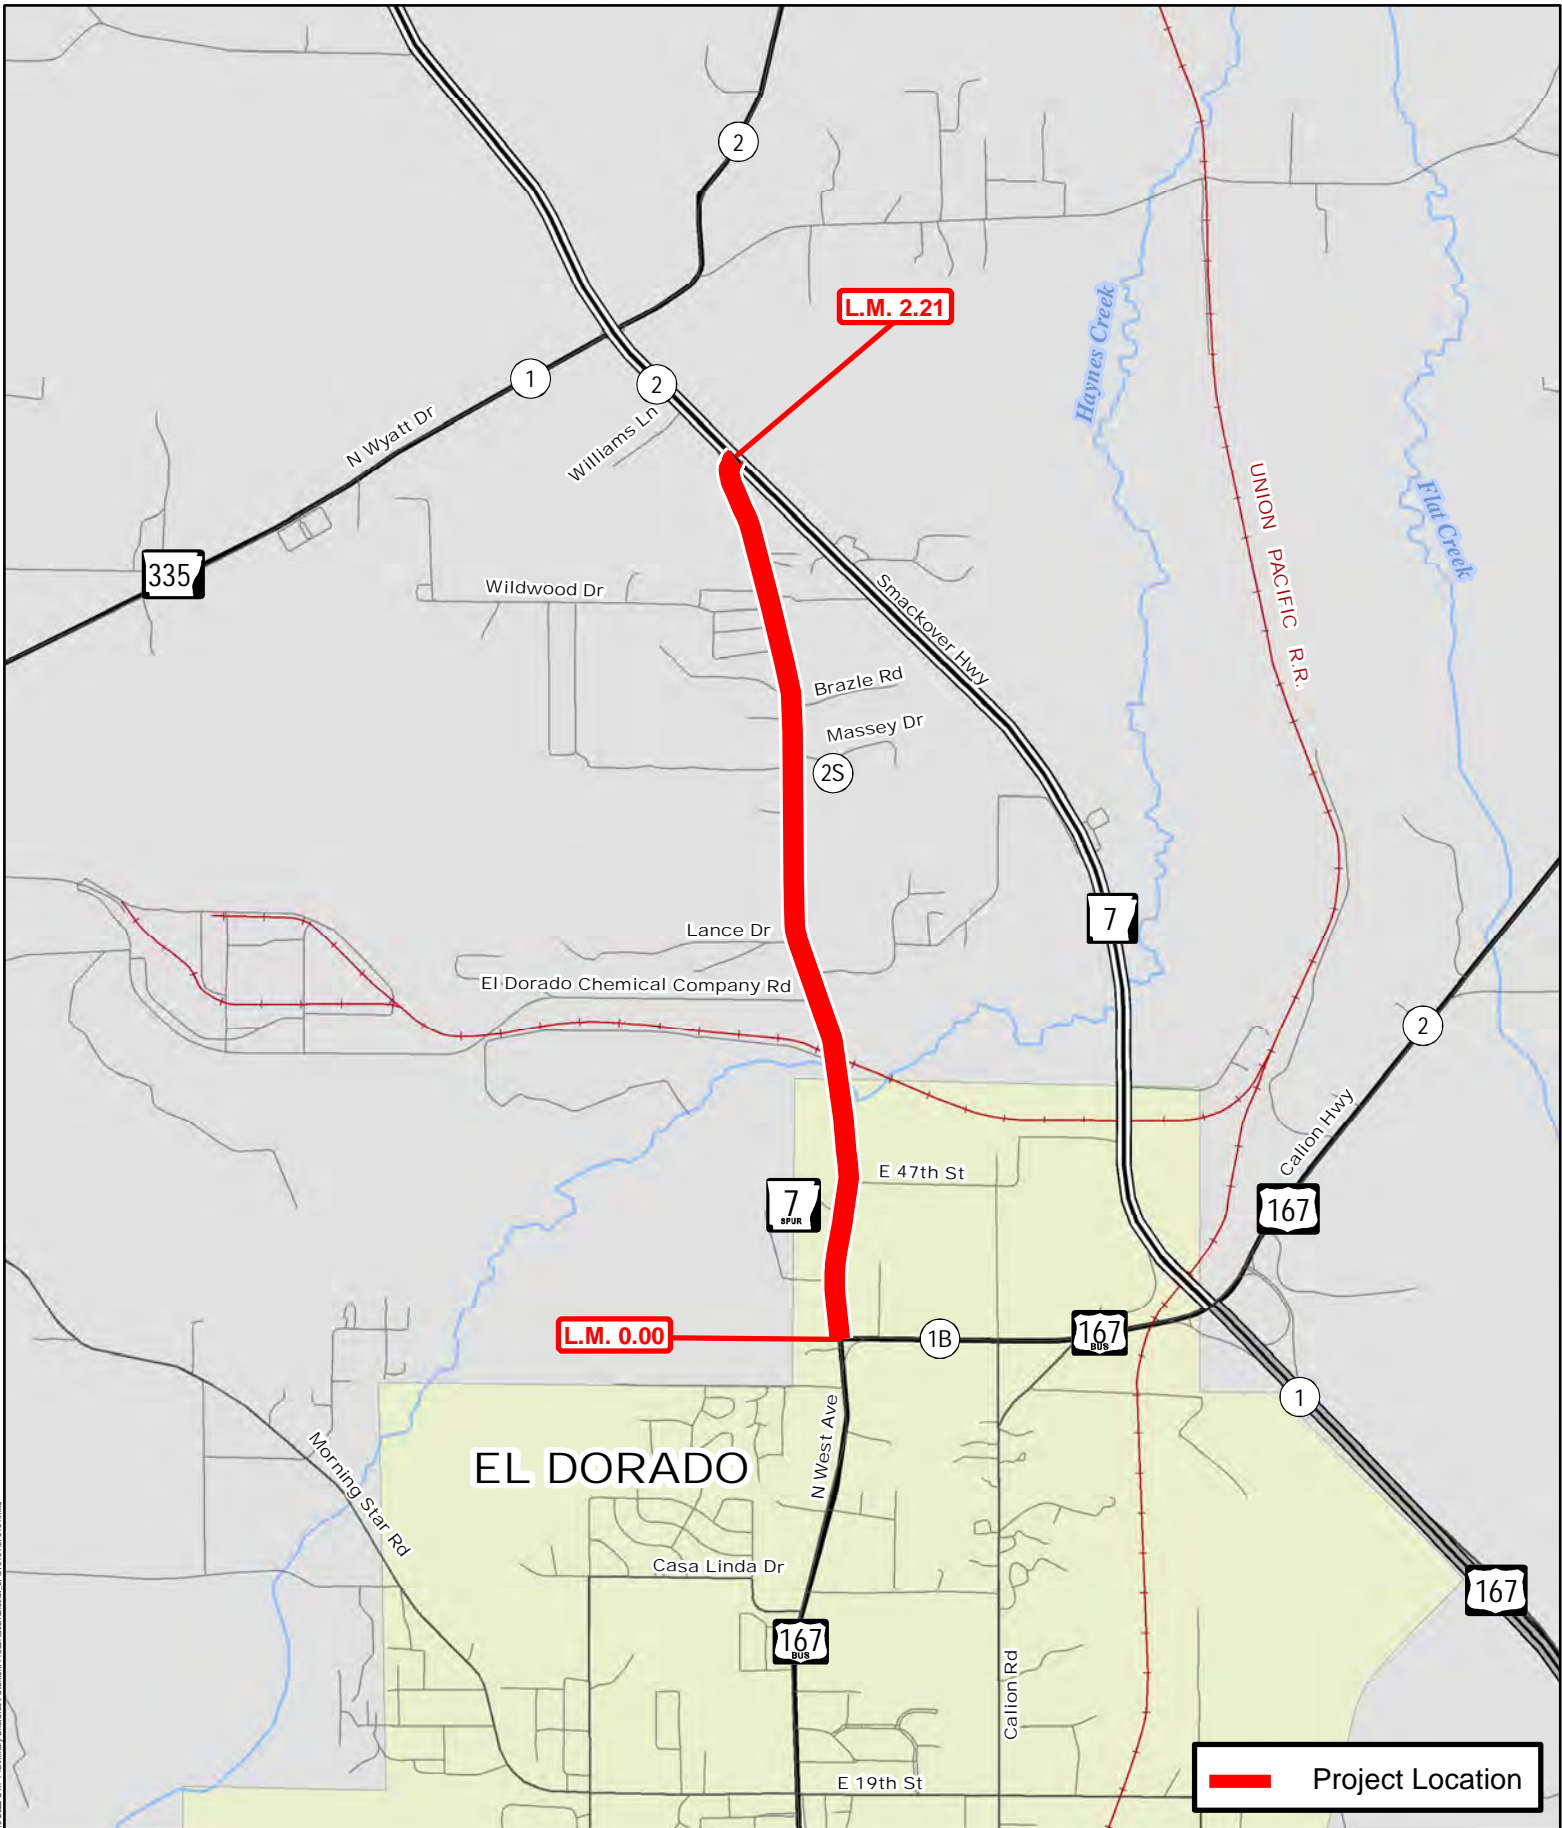 2
L.M. 2.21
Haynes Creek
1
2
N Wyatt Dr
Williams Ln
UNION PACIFIC R.R.
Flat Creek
335
Wildwood Dr
Smackover Hwy
Brazle Rd
Massey Dr
2S
7
Lance Dr
El Dorado Chemical Company Rd
2
Calion Hwy
E 47th St
7
SPUR
167
L.M. 0.00
1B
167
BUS
1
N West Ave
EL DORADO
Morning Star Rd
Casa Linda Dr
167
167
BUS
Calion Rd
E 19th St
Project Location